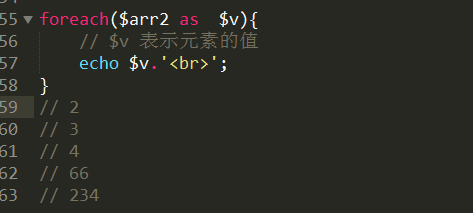 55 foreach($arr2 as  $v){
56     // $v 表示元素的值
57     echo $v.'<br>';
58 }
59 // 2
60 // 3
61 // 4
62 // 66
63 // 234